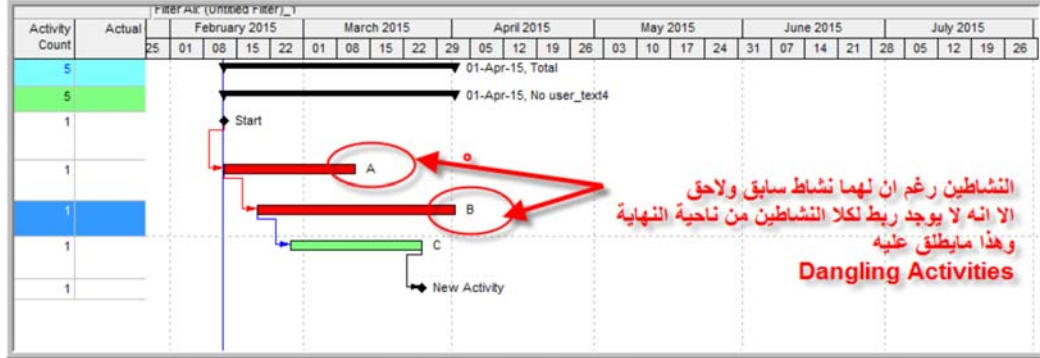 Filter All: (Untitled Filter)_1
Activity Count
Actual
February 2015 March 2015 April 2015 May 2015 June 2015 July 2015
25 01 08 15 22 01 08 15 22 29 05 12 19 26 03 10 17 24 31 07 14 21 28 05 12 19 26
5 01-Apr-15, Total
5 01-Apr-15, No user_text4
1 Start
1 A
1 B
1 C
1 New Activity
النشاطين رغم ان لهما نشاط سابق ولاحق
الا انه لا يوجد ربط لكلا النشاطين من ناحية النهاية
وهذا مايطلق عليه
Dangling Activities